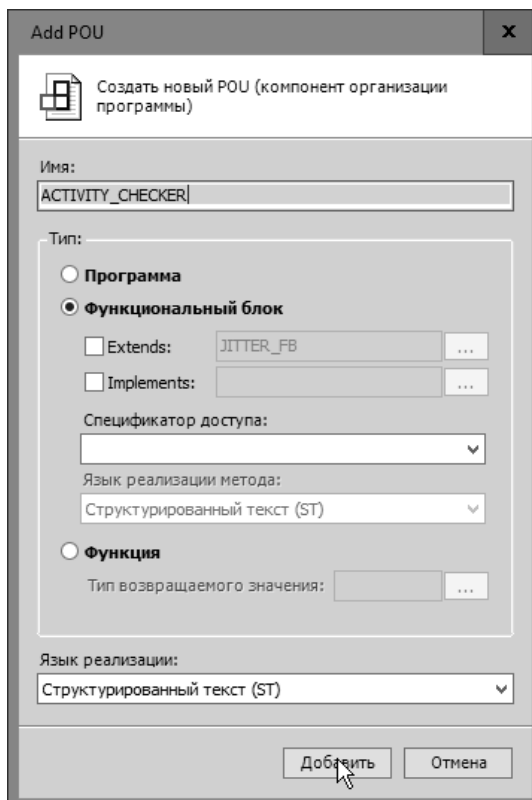 Add POU
x
Создать новый POU (компонент организации
программы)
Имя:
ACTIVITY_CHECKER
Тип:
Программа
Функциональный блок
Extends: JITTER_FB ...
Implements: ...
Спецификатор доступа:
Язык реализации метода:
Структурированный текст (ST)
Функция
Тип возвращаемого значения: ...
Язык реализации:
Структурированный текст (ST)
Добавить Отмена